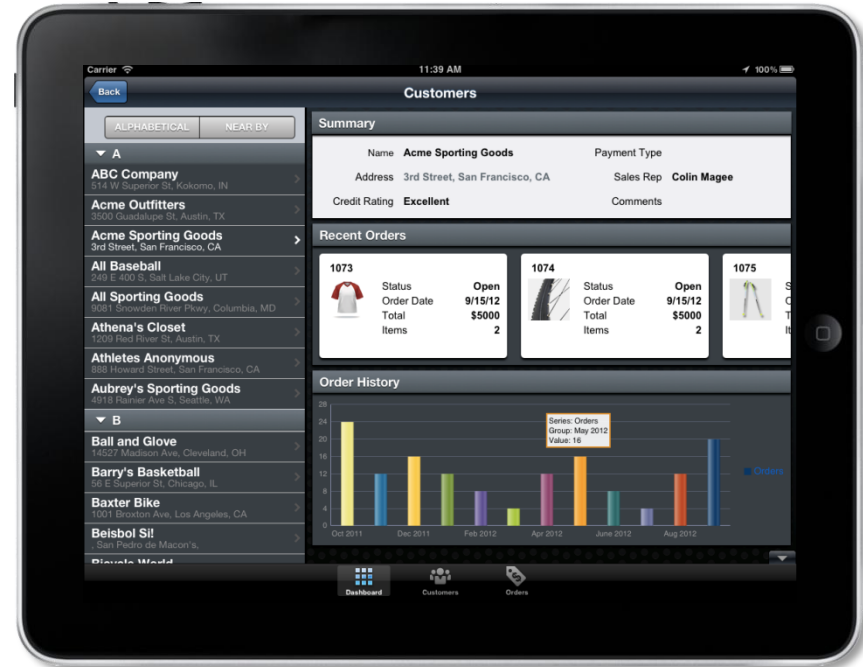 Carrier 11:39 AM 100%
Back Customers
ALPHABETICAL NEAR BY
A
ABC Company
514 W Superior St, Kokomo, IN
Acme Outfitters
3500 Guadalupe St, Austin, TX
Acme Sporting Goods
3rd Street, San Francisco, CA
All Baseball
249 E 400 S, Salt Lake City, UT
All Sporting Goods
9081 Snowden River Pkwy, Columbia, MD
Athena's Closet
1209 Red River St, Austin, TX
Athletes Anonymous
888 Howard Street, San Francisco, CA
Aubrey's Sporting Goods
4918 Rainier Ave S, Seattle, WA
B
Ball and Glove
14527 Madison Ave, Cleveland, OH
Barry's Basketball
56 E Superior St, Chicago, IL
Baxter Bike
1001 Broxton Ave, Los Angeles, CA
Beisbol Si!
, San Pedro de Macon's,
Bicycle World
Summary
Name Acme Sporting Goods Payment Type
Address 3rd Street, San Francisco, CA Sales Rep Colin Magee
Credit Rating Excellent Comments
Recent Orders
1073
Status Open
Order Date 9/15/12
Total $5000
Items 2
1074
Status Open
Order Date 9/15/12
Total $5000
Items 2
1075
Order History
28
24
20
16
12
8
4
0
Series: Orders
Group: May 2012
Value: 16
Orders
Oct 2011 Dec 2011 Feb 2012 Apr 2012 June 2012 Aug 2012
Dashboard Customers Orders